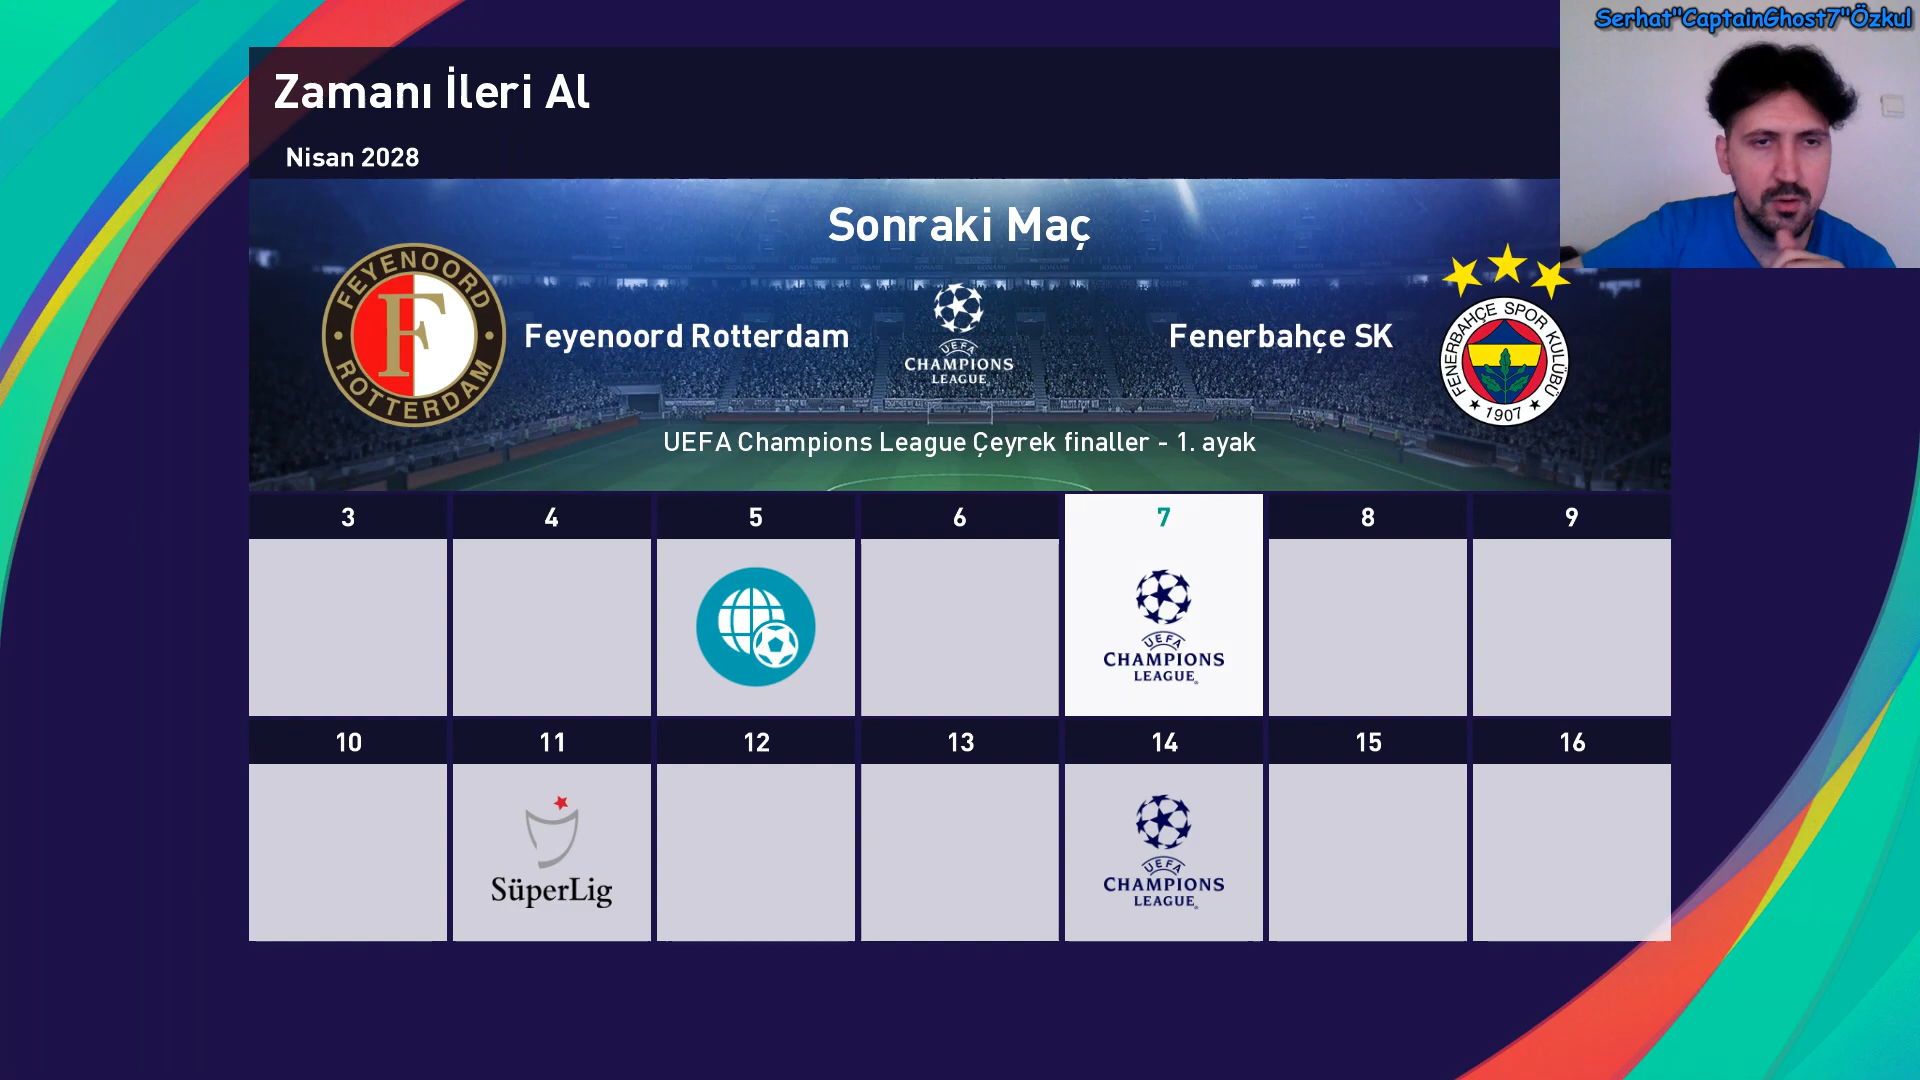 Serhat"CaptainGhost7"Özkul
Zamanı İleri Al
Nisan 2028
Sonraki Maç
FEYENOORD
ROTTERDAM
Feyenoord Rotterdam
UEFA
CHAMPIONS
LEAGUE
Fenerbahçe SK
FENERBAHÇE SPOR KULÜBÜ
1907
UEFA Champions League Çeyrek finaller - 1. ayak
3 4 5 6 7 8 9
UEFA
CHAMPIONS
LEAGUE
10 11 12 13 14 15 16
SüperLig
UEFA
CHAMPIONS
LEAGUE